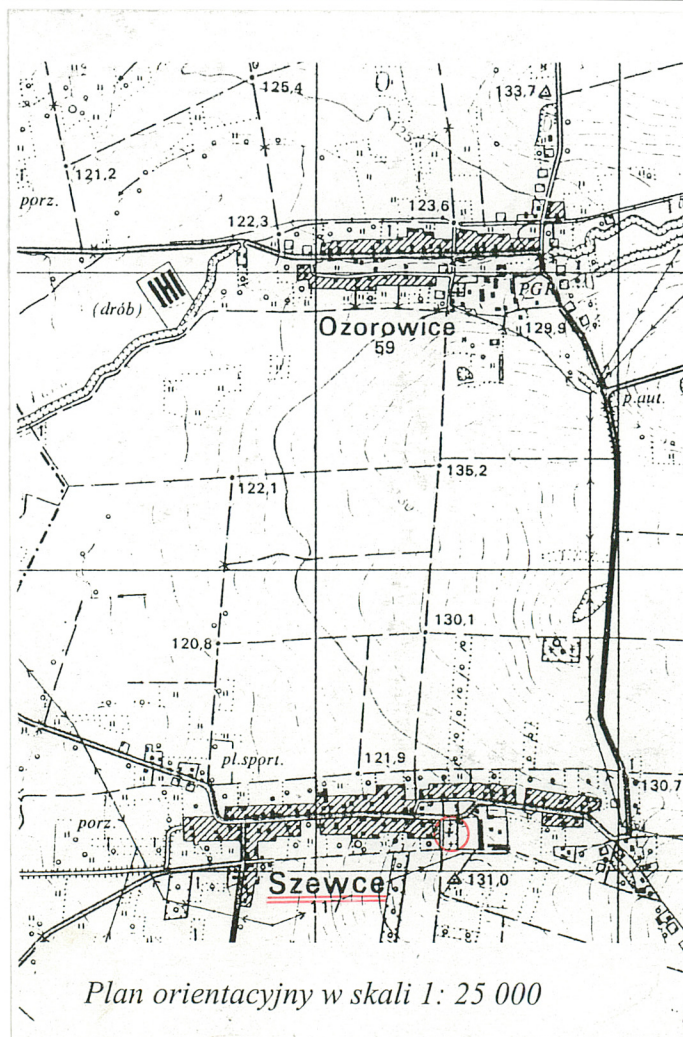 125,4
133,7
121,2
porz.
125
123,6
122,3
(drób)
PGR
129,9
Ozorowice
59
p.aut.
135,2
122,1
130,1
120,8
pl.sport.
121,9
130,7
porz.
Szewce
131,0
11
Plan orientacyjny w skali 1: 25 000